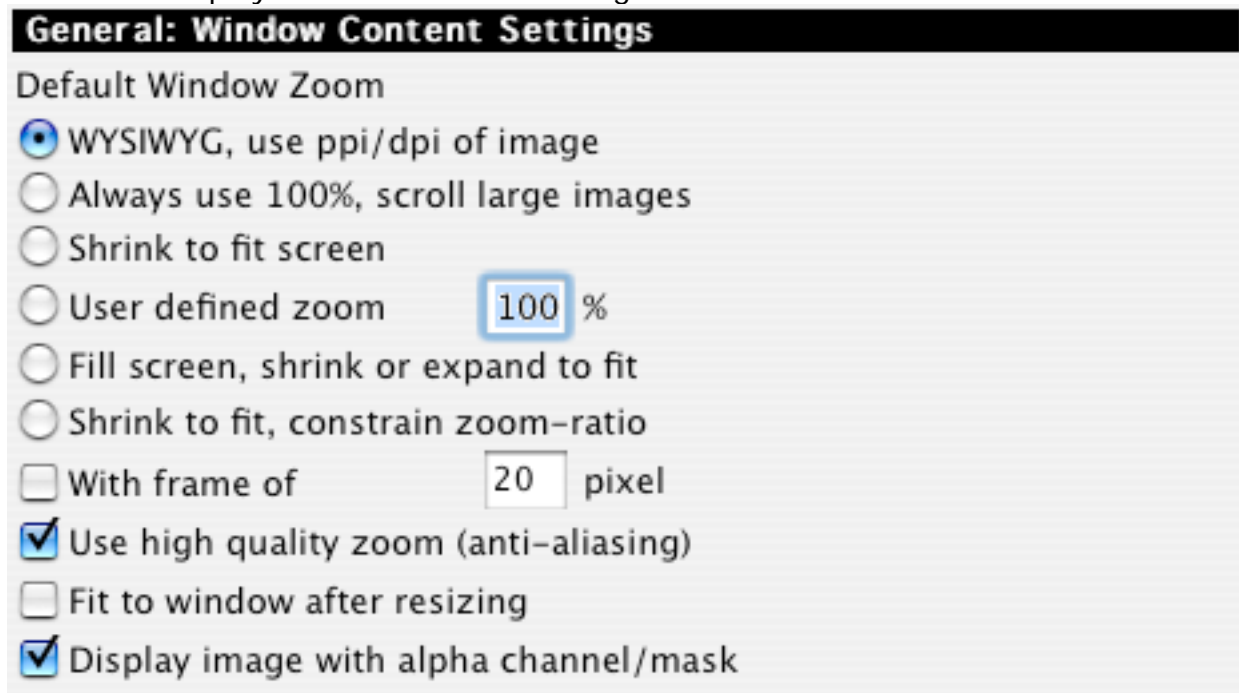 General: Window Content Settings
Default Window Zoom
WYSIWYG, use ppi/dpi of image
Always use 100%, scroll large images
Shrink to fit screen
User defined zoom 100 %
Fill screen, shrink or expand to fit
Shrink to fit, constrain zoom-ratio
With frame of 20 pixel
Use high quality zoom (anti-aliasing)
Fit to window after resizing
Display image with alpha channel/mask